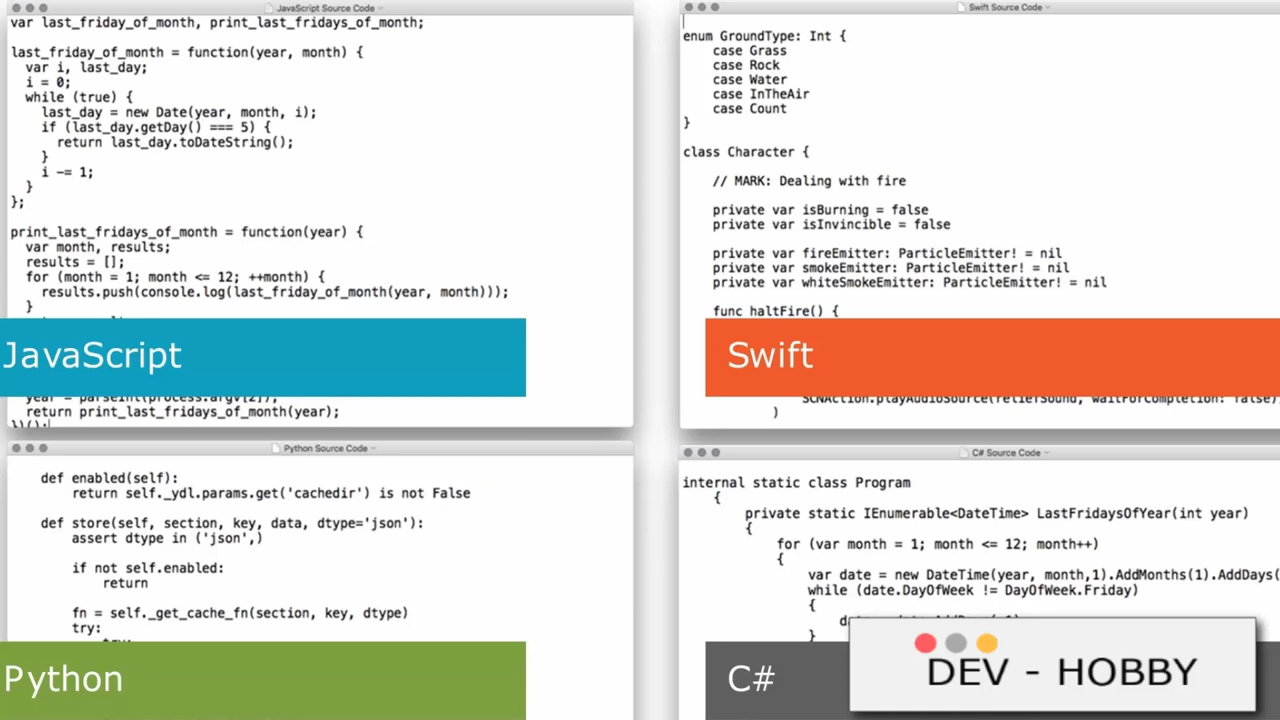 JavaScript Source Code
var last_friday_of_month, print_last_fridays_of_month;
last_friday_of_month = function(year, month) {
var i, last_day;
i = 0;
while (true) {
last_day = new Date(year, month, i);
if (last_day.getDay() === 5) {
return last_day.toDateString();
}
i -= 1;
}
};
print_last_fridays_of_month = function(year) {
var month, results;
results = [];
for (month = 1; month <= 12; ++month) {
results.push(console.log(last_friday_of_month(year, month)));
}
JavaScript
year = parseInt(process.argv[2]);
return print_last_fridays_of_month(year);
})();
Swift Source Code
enum GroundType: Int {
case Grass
case Rock
case Water
case InTheAir
case Count
}
class Character {
// MARK: Dealing with fire
private var isBurning = false
private var isInvincible = false
private var fireEmitter: ParticleEmitter! = nil
private var smokeEmitter: ParticleEmitter! = nil
private var whiteSmokeEmitter: ParticleEmitter! = nil
func haltFire() {
Swift
SCNAction.playAudioSource(reliefSound, waitForCompletion: false)
)
Python Source Code
def enabled(self):
return self._ydl.params.get('cachedir') is not False
def store(self, section, key, data, dtype='json'):
assert dtype in ('json',)
if not self.enabled:
return
fn = self._get_cache_fn(section, key, dtype)
try:
Python
C# Source Code
internal static class Program
{
private static IEnumerable<DateTime> LastFridaysOfYear(int year)
{
for (var month = 1; month <= 12; month++)
{
var date = new DateTime(year, month,1).AddMonths(1).AddDays(
while (date.DayOfWeek != DayOfWeek.Friday)
{
}
C#
DEV - HOBBY